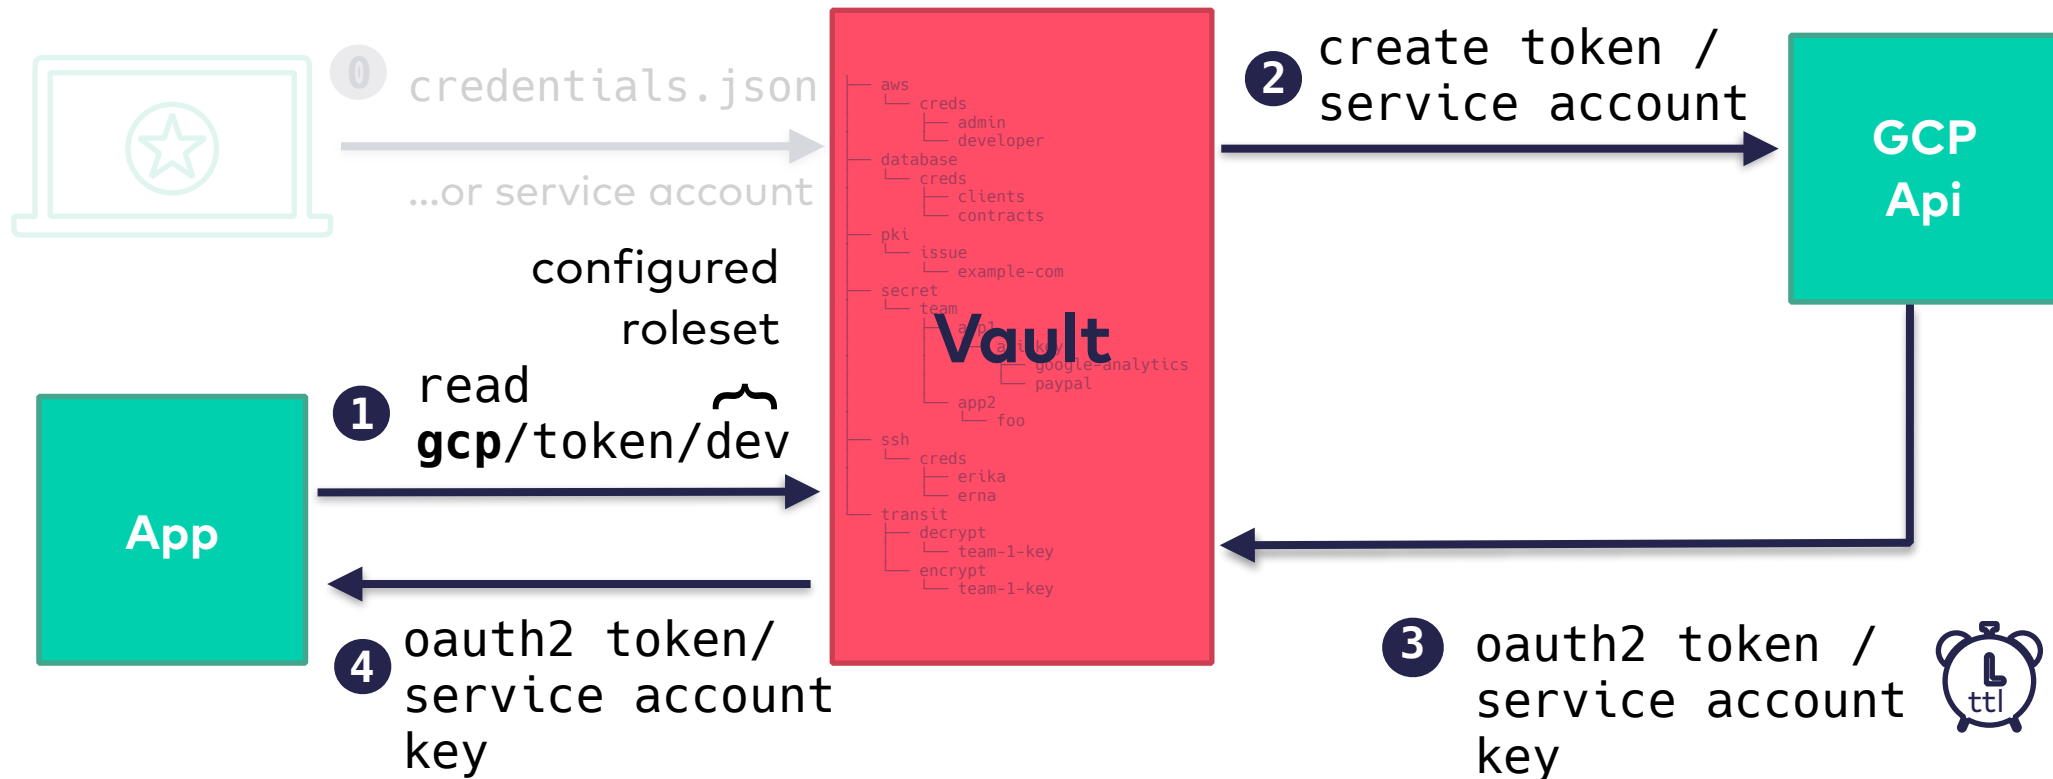 0
credentials.json
...or service account
configured
roleset
1
read
gcp/token/dev
App
4
oauth2 token/
service account
key
aws
creds
admin
developer
database
creds
clients
contracts
pki
issue
example-com
secret
team
app1
api-key
google-analytics
paypal
app2
foo
ssh
creds
erika
erna
transit
decrypt
team-1-key
encrypt
team-1-key
Vault
2
create token /
service account
GCP
Api
3
oauth2 token /
service account
key
ttl